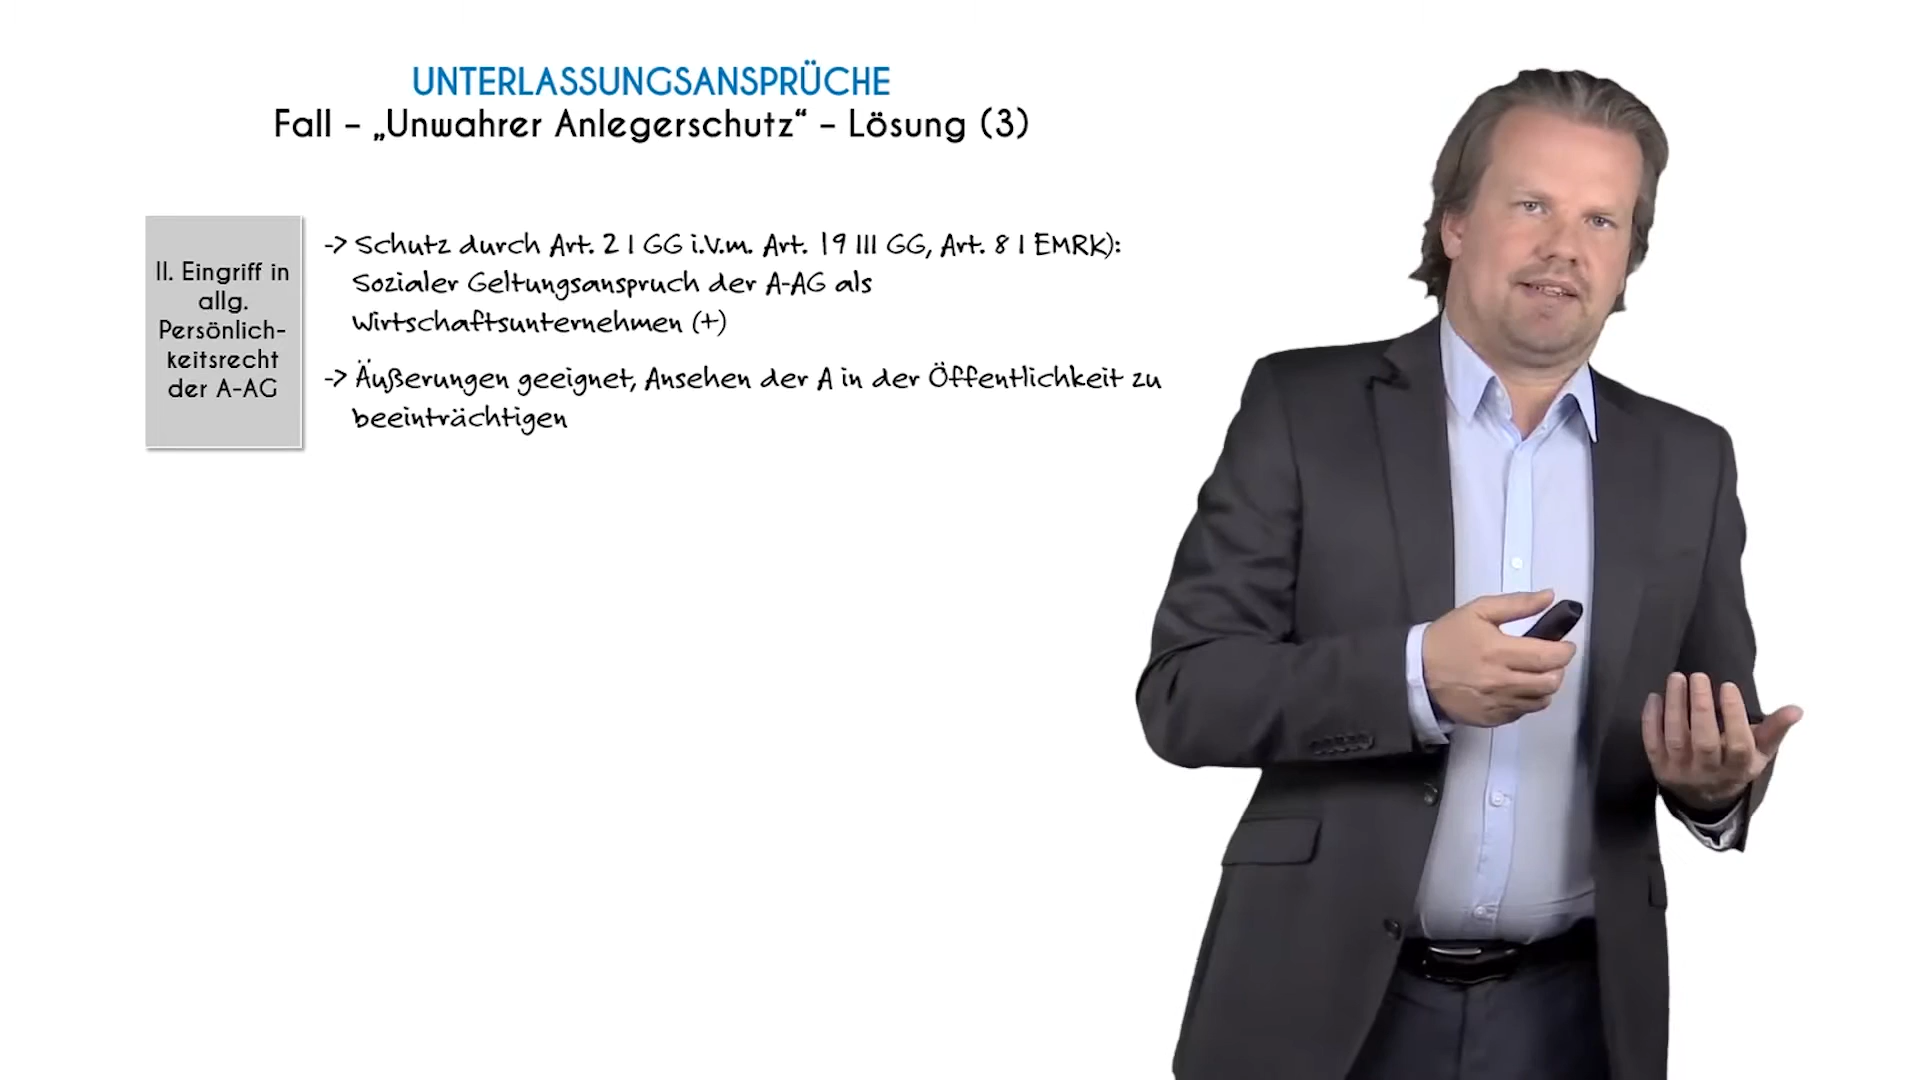 UNTERLASSUNGSANSPRÜCHE
Fall – „Unwahrer Anlegerschutz“ – Lösung (3)
II. Eingriff in
allg.
Persönlich-
keitsrecht
der A-AG
-> Schutz durch Art. 2 I GG i.V.m. Art. 19 III GG, Art. 8 I EMRK):
Sozialer Geltungsanspruch der A-AG als
Wirtschaftsunternehmen (+)
-> Äußerungen geeignet, Ansehen der A in der Öffentlichkeit zu
beeinträchtigen